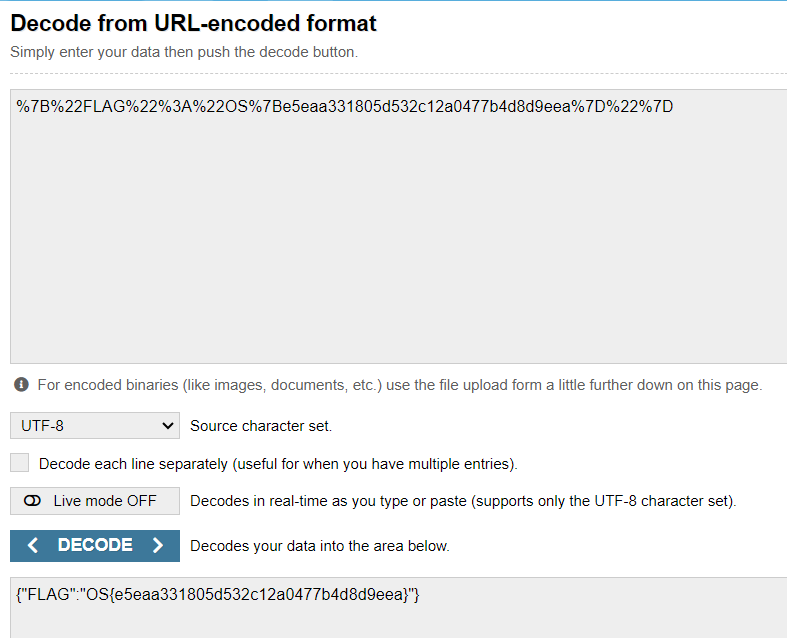 Decode from URL-encoded format
Simply enter your data then push the decode button.
%7B%22FLAG%22%3A%22OS%7Be5eaa331805d532c12a0477b4d8d9eea%7D%22%7D
For encoded binaries (like images, documents, etc.) use the file upload form a little further down on this page.
UTF-8 Source character set.
Decode each line separately (useful for when you have multiple entries).
Live mode OFF Decodes in real-time as you type or paste (supports only the UTF-8 character set).
< DECODE > Decodes your data into the area below.
{"FLAG":"OS{e5eaa331805d532c12a0477b4d8d9eea}"}